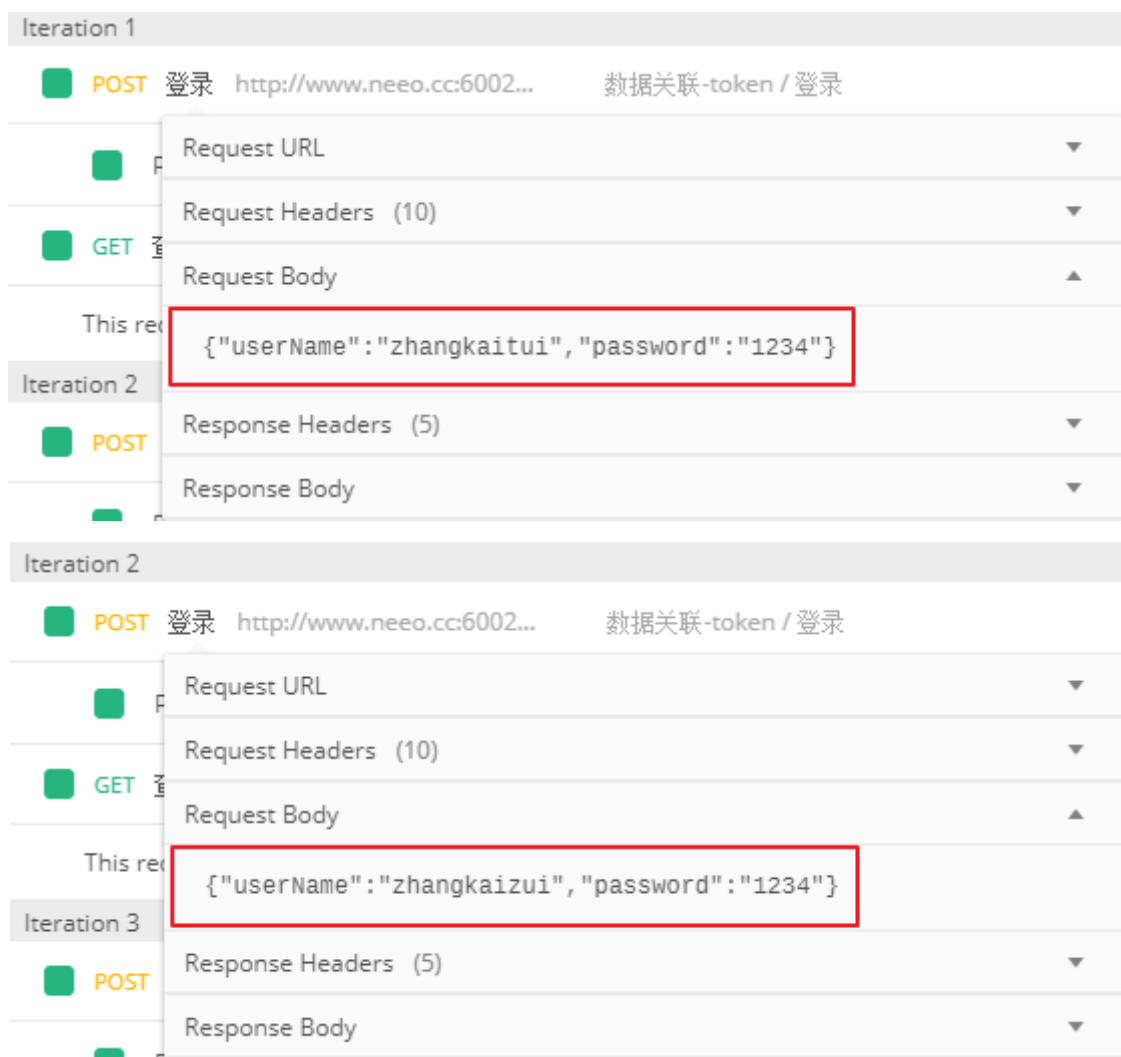 Iteration 1
POST 登录 http://www.neeo.cc:6002... 数据关联-token / 登录
Request URL
Request Headers (10)
GET
Request Body
This rec
{"userName":"zhangkaitui","password":"1234"}
Iteration 2
Response Headers (5)
POST
Response Body
Iteration 2
POST 登录 http://www.neeo.cc:6002... 数据关联-token / 登录
Request URL
Request Headers (10)
GET
Request Body
This rec
{"userName":"zhangkaizui","password":"1234"}
Iteration 3
Response Headers (5)
POST
Response Body